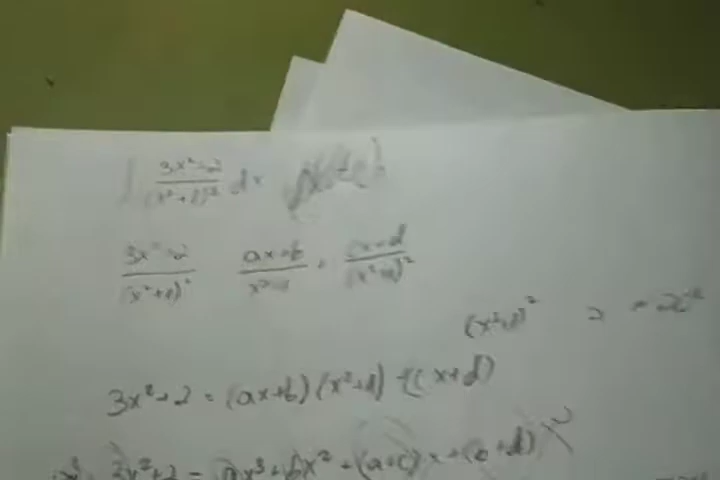 ∫ (3x²+2)/(x²+1)² dx
(3x²+2)/(x²+1)² (ax+b)/(x²+1) + (cx+d)/(x²+1)²
(x²+1)²
3x²+2 = (ax+b)(x²+1)+(cx+d)
3x²+2 = ax³+bx²+(a+c)x+(b+d)